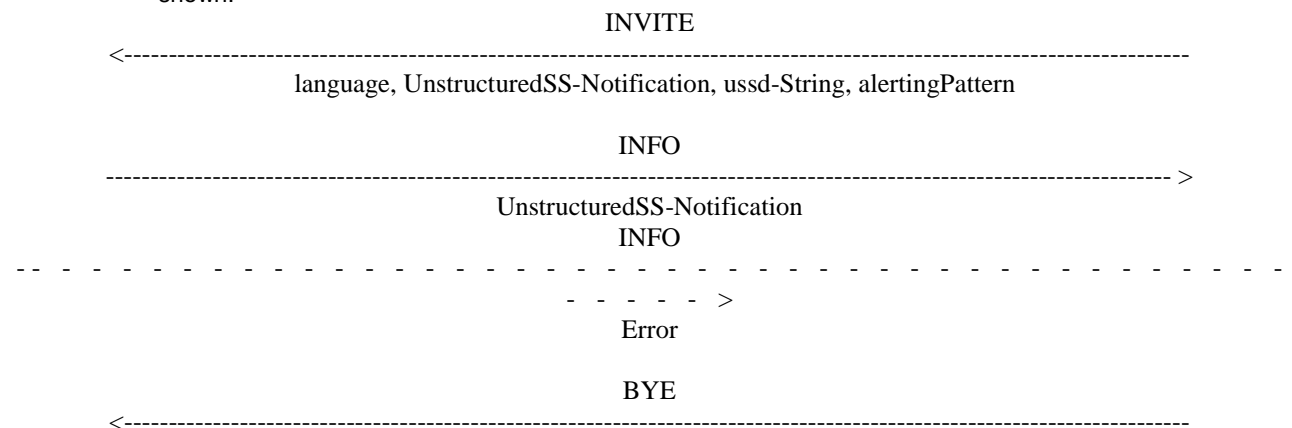 shown.
INVITE
<------------------------------------------------------------------------------------------------------------------------
language, UnstructuredSS-Notification, ussd-String, alertingPattern
INFO
------------------------------------------------------------------------------------------------------------------------ >
UnstructuredSS-Notification
INFO
- - - - - - - - - - - - - - - - - - - - - - - - - - - - - - - - - - - - - - - - - - -
- - - - - >
Error
BYE
<------------------------------------------------------------------------------------------------------------------------